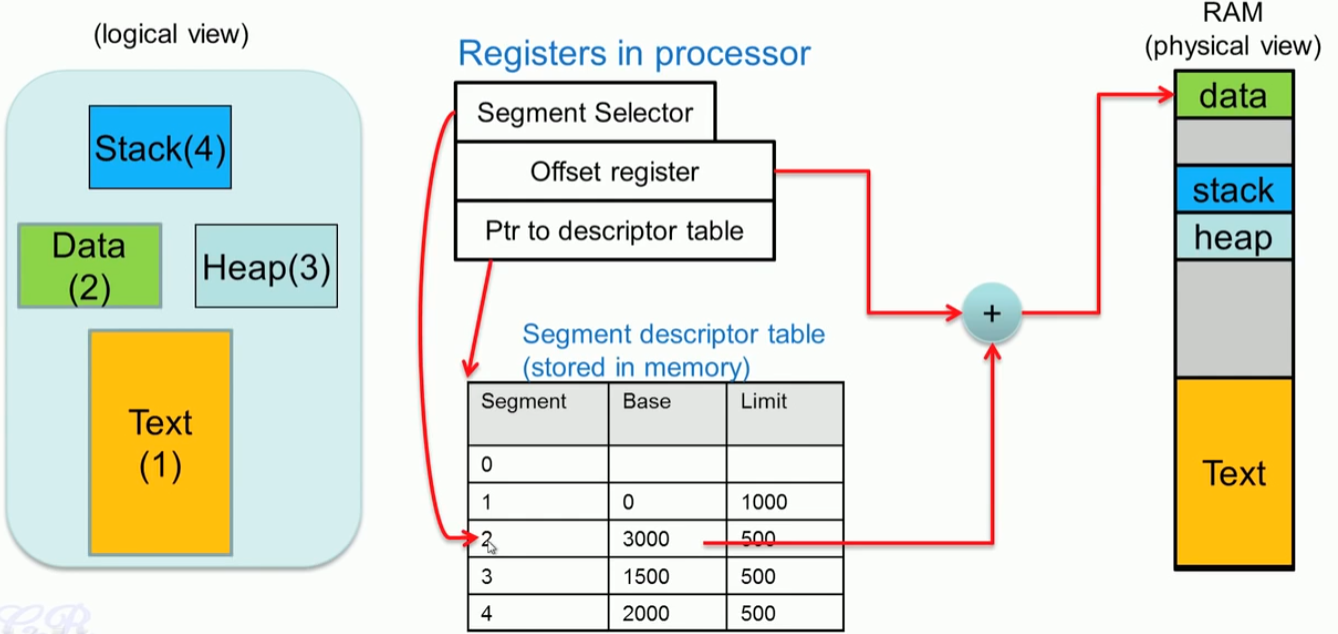 (logical view)
Stack(4)
Data
(2)
Heap(3)
Text
(1)
Registers in processor
Segment Selector
Offset register
Ptr to descriptor table
Segment descriptor table
(stored in memory)
Segment Base Limit
0
1 0 1000
2 3000 500
3 1500 500
4 2000 500
+
RAM
(physical view)
data
stack
heap
Text